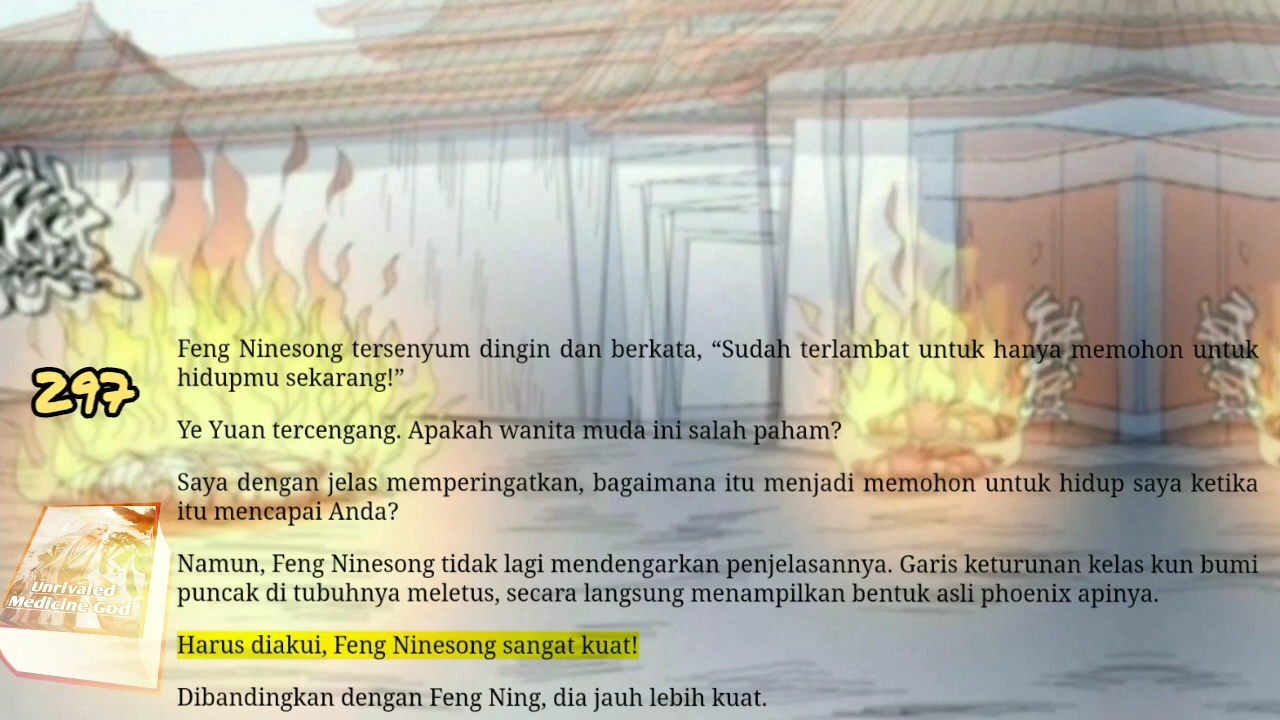 Feng Ninesong tersenyum dingin dan berkata, “Sudah terlambat untuk hanya memohon untuk
hidupmu sekarang!”
297
Ye Yuan tercengang. Apakah wanita muda ini salah paham?
Saya dengan jelas memperingatkan, bagaimana itu menjadi memohon untuk hidup saya ketika
itu mencapai Anda?
Namun, Feng Ninesong tidak lagi mendengarkan penjelasannya. Garis keturunan kelas kun bumi
puncak di tubuhnya meletus, secara langsung menampilkan bentuk asli phoenix apinya.
Unrivaled
Medicine God
Harus diakui, Feng Ninesong sangat kuat!
Dibandingkan dengan Feng Ning, dia jauh lebih kuat.